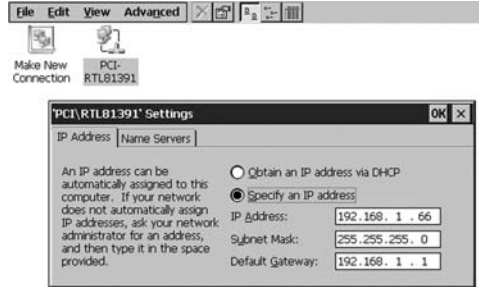 File Edit View Advanced
Make New
Connection
PCI-
RTL81391
'PCI\RTL81391' Settings OK ×
IP Address Name Servers
An IP address can be
automatically assigned to this
computer. If your network
does not automatically assign
IP addresses, ask your network
administrator for an address,
and then type it in the space
provided.
Obtain an IP address via DHCP
Specify an IP address
IP Address: 192.168. 1 .66
Subnet Mask: 255.255.255. 0
Default Gateway: 192.168. 1 . 1